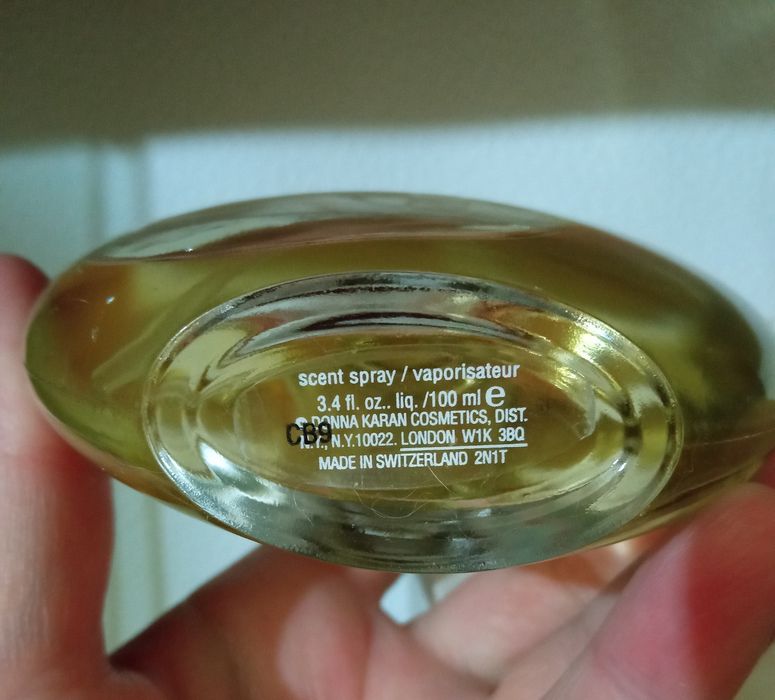 scent spray / vaporisateur
3.4 fl. oz.. liq. /100 ml ℮
© DONNA KARAN COSMETICS, DIST.
CB9
N.Y., N.Y.10022. LONDON W1K 3BQ
MADE IN SWITZERLAND 2N1T